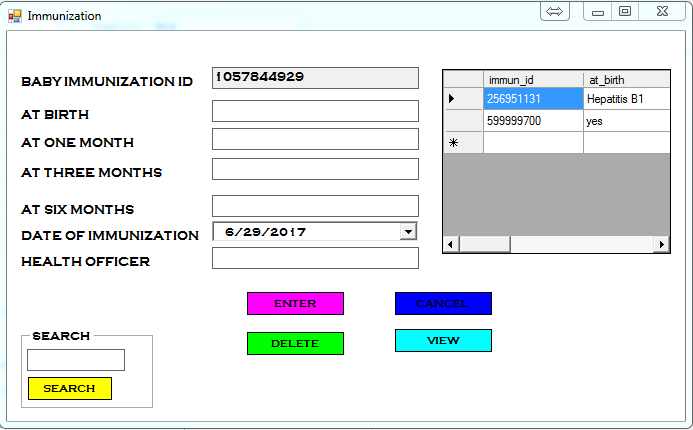 Immunization
BABY IMMUNIZATION ID
1057844929
AT BIRTH
AT ONE MONTH
AT THREE MONTHS
AT SIX MONTHS
DATE OF IMMUNIZATION
6/29/2017
HEALTH OFFICER
immun_id at_birth
256951131 Hepatitis B1
599999700 yes
ENTER
CANCEL
DELETE
VIEW
SEARCH
SEARCH